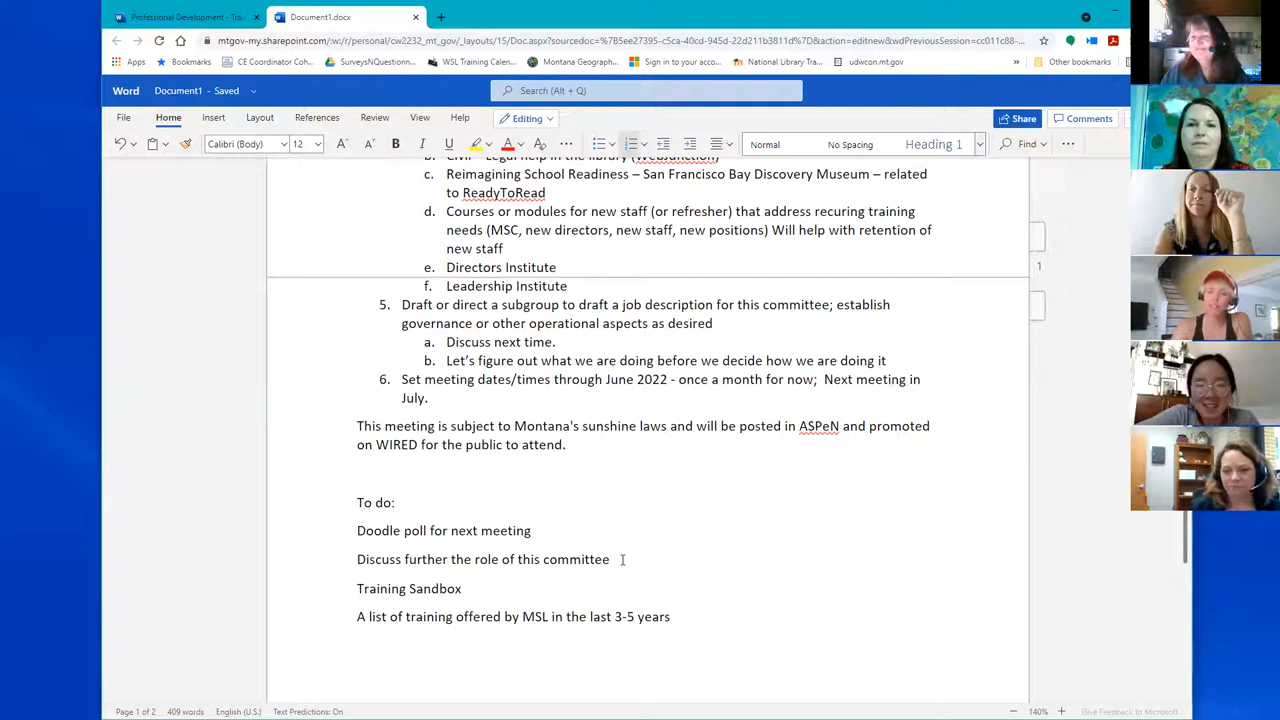 Professional Development - Trai
Document1.docx
mtgov-my.sharepoint.com/:w:/r/personal/cw2232_mt_gov/_layouts/15/Doc.aspx?sourcedoc=%7B5ee27395-c5ca-40cd-945d-22d211b3811d%7D&action=editnew&wdPreviousSession=cc011c88-...
Apps
Bookmarks
CE Coordinator Coh...
SurveysNQuestionn...
WSL Training Calen...
Montana Geograph...
Sign in to your acco...
National Library Tra...
udwcon.mt.gov
»
Other bookmarks
Word Document1 - Saved
Search (Alt + Q)
File Home Insert Layout References Review View Help Editing Share Comments
Calibri (Body) 12 B I U A Normal No Spacing Heading 1 Find
b. Civil – Legal help in the library (WebJunction)
c. Reimagining School Readiness – San Francisco Bay Discovery Museum – related
to ReadyToRead
d. Courses or modules for new staff (or refresher) that address recuring training
needs (MSC, new directors, new staff, new positions) Will help with retention of
new staff
e. Directors Institute
1
f. Leadership Institute
5. Draft or direct a subgroup to draft a job description for this committee; establish
governance or other operational aspects as desired
a. Discuss next time.
b. Let's figure out what we are doing before we decide how we are doing it
6. Set meeting dates/times through June 2022 - once a month for now; Next meeting in
July.
This meeting is subject to Montana's sunshine laws and will be posted in ASPeN and promoted
on WIRED for the public to attend.
To do:
Doodle poll for next meeting
Discuss further the role of this committee
Training Sandbox
A list of training offered by MSL in the last 3-5 years
Page 1 of 2 409 words English (U.S.) Text Predictions: On 140% Give Feedback to Microsoft